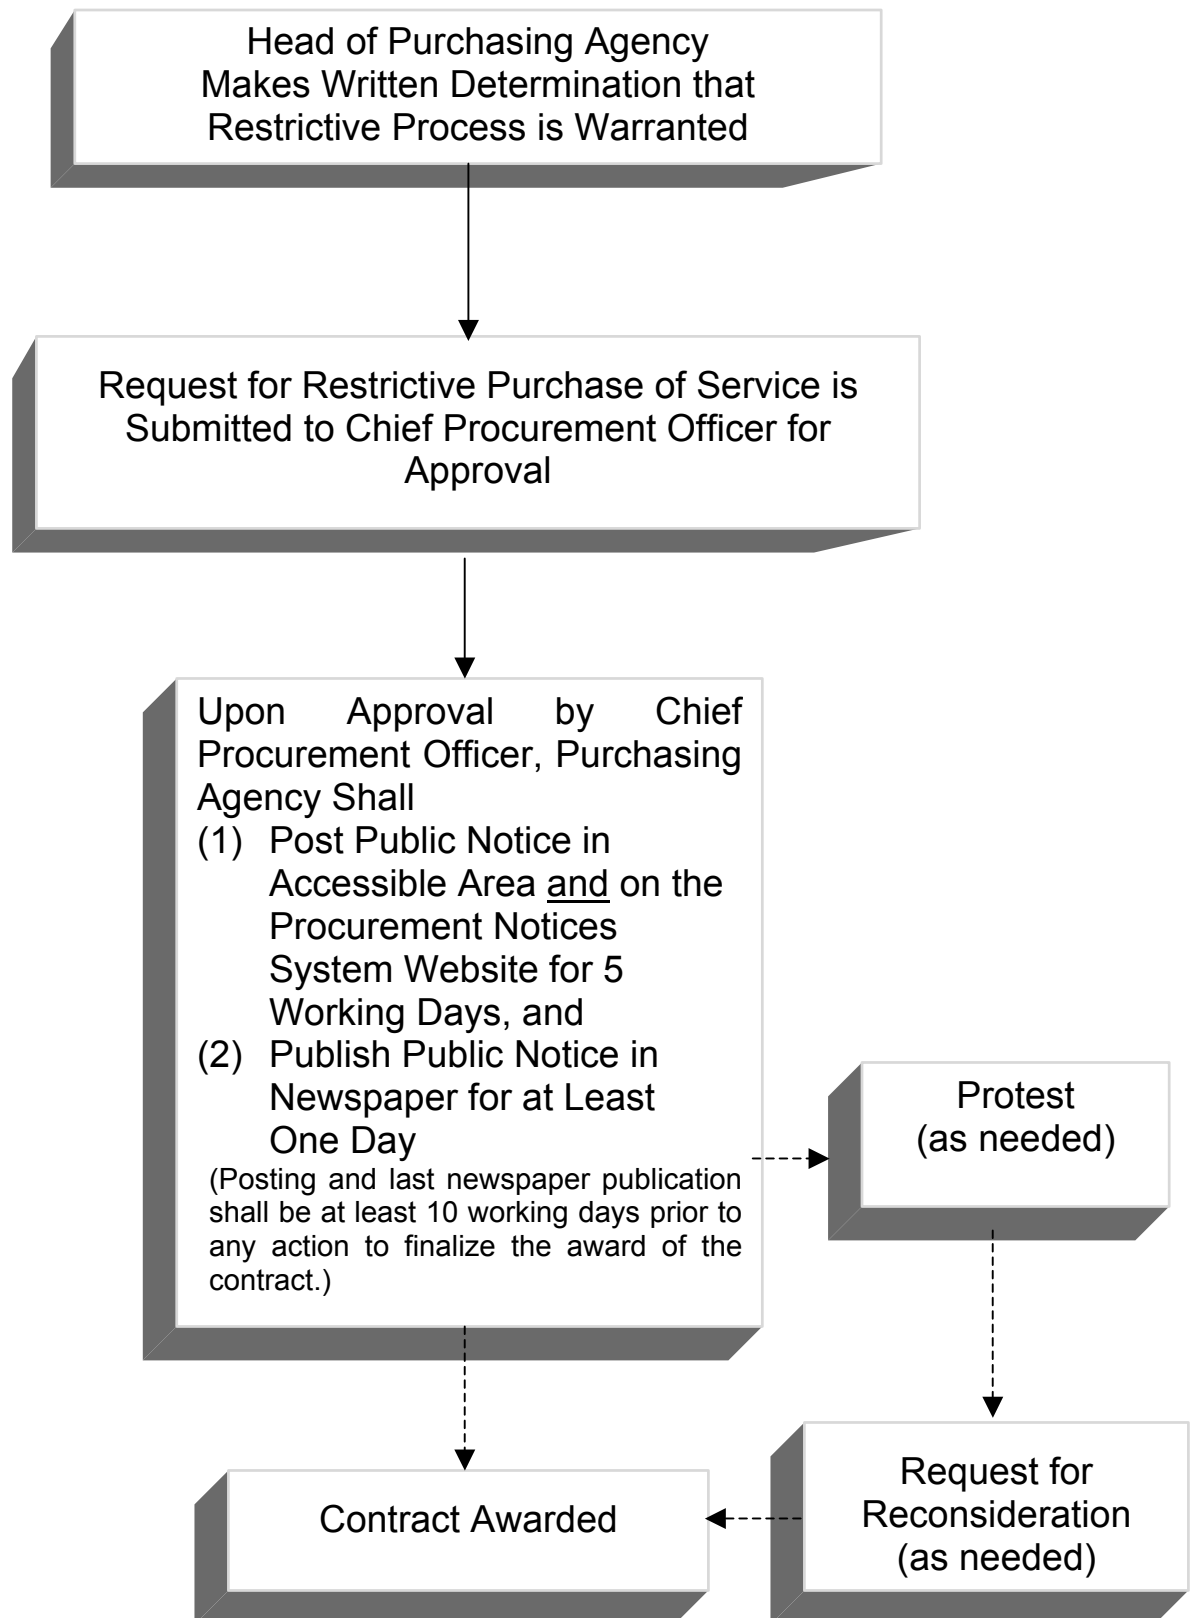 Head of Purchasing Agency
Makes Written Determination that
Restrictive Process is Warranted
Request for Restrictive Purchase of Service is
Submitted to Chief Procurement Officer for
Approval
Upon Approval by Chief
Procurement Officer, Purchasing
Agency Shall
(1) Post Public Notice in
Accessible Area and on the
Procurement Notices
System Website for 5
Working Days, and
(2) Publish Public Notice in
Newspaper for at Least
One Day
(Posting and last newspaper publication
shall be at least 10 working days prior to
any action to finalize the award of the
contract.)
Protest
(as needed)
Request for
Reconsideration
(as needed)
Contract Awarded